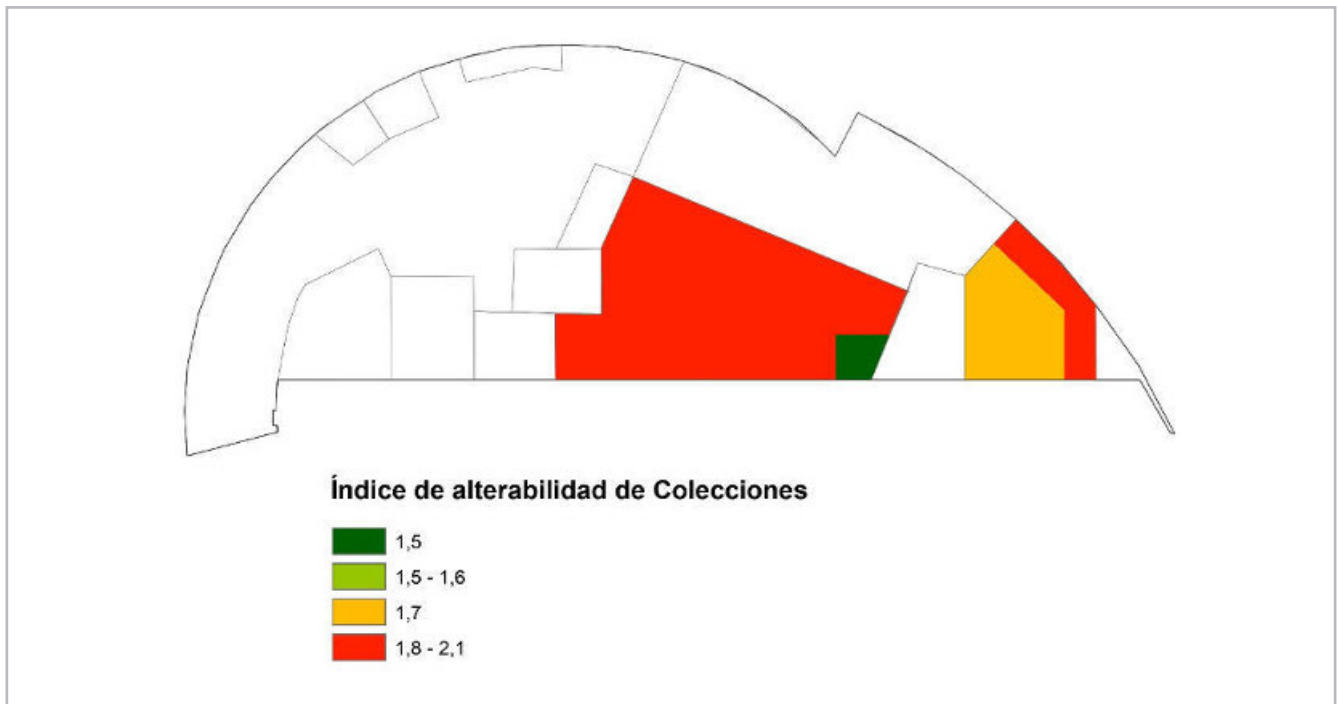 Índice de alterabilidad de Colecciones
1,5
1,5 - 1,6
1,7
1,8 - 2,1